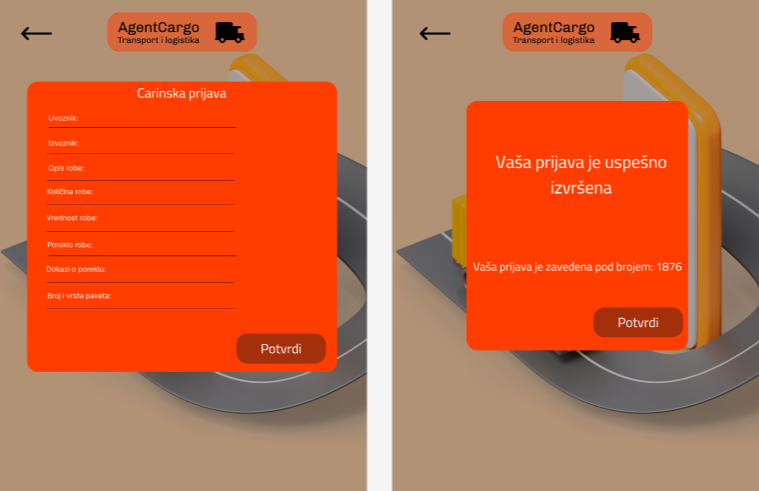 AgentCargo
Transport i logistika
Carinska prijava
Uvoznik:
Izvoznik:
Opis robe:
Količina robe:
Vrednost robe:
Poreklo robe:
Dokazi o poreklu:
Broj i vrsta paketa:
Potvrdi
AgentCargo
Transport i logistika
Vaša prijava je uspešno
izvršena
Vaša prijava je zavedena pod brojem: 1876
Potvrdi